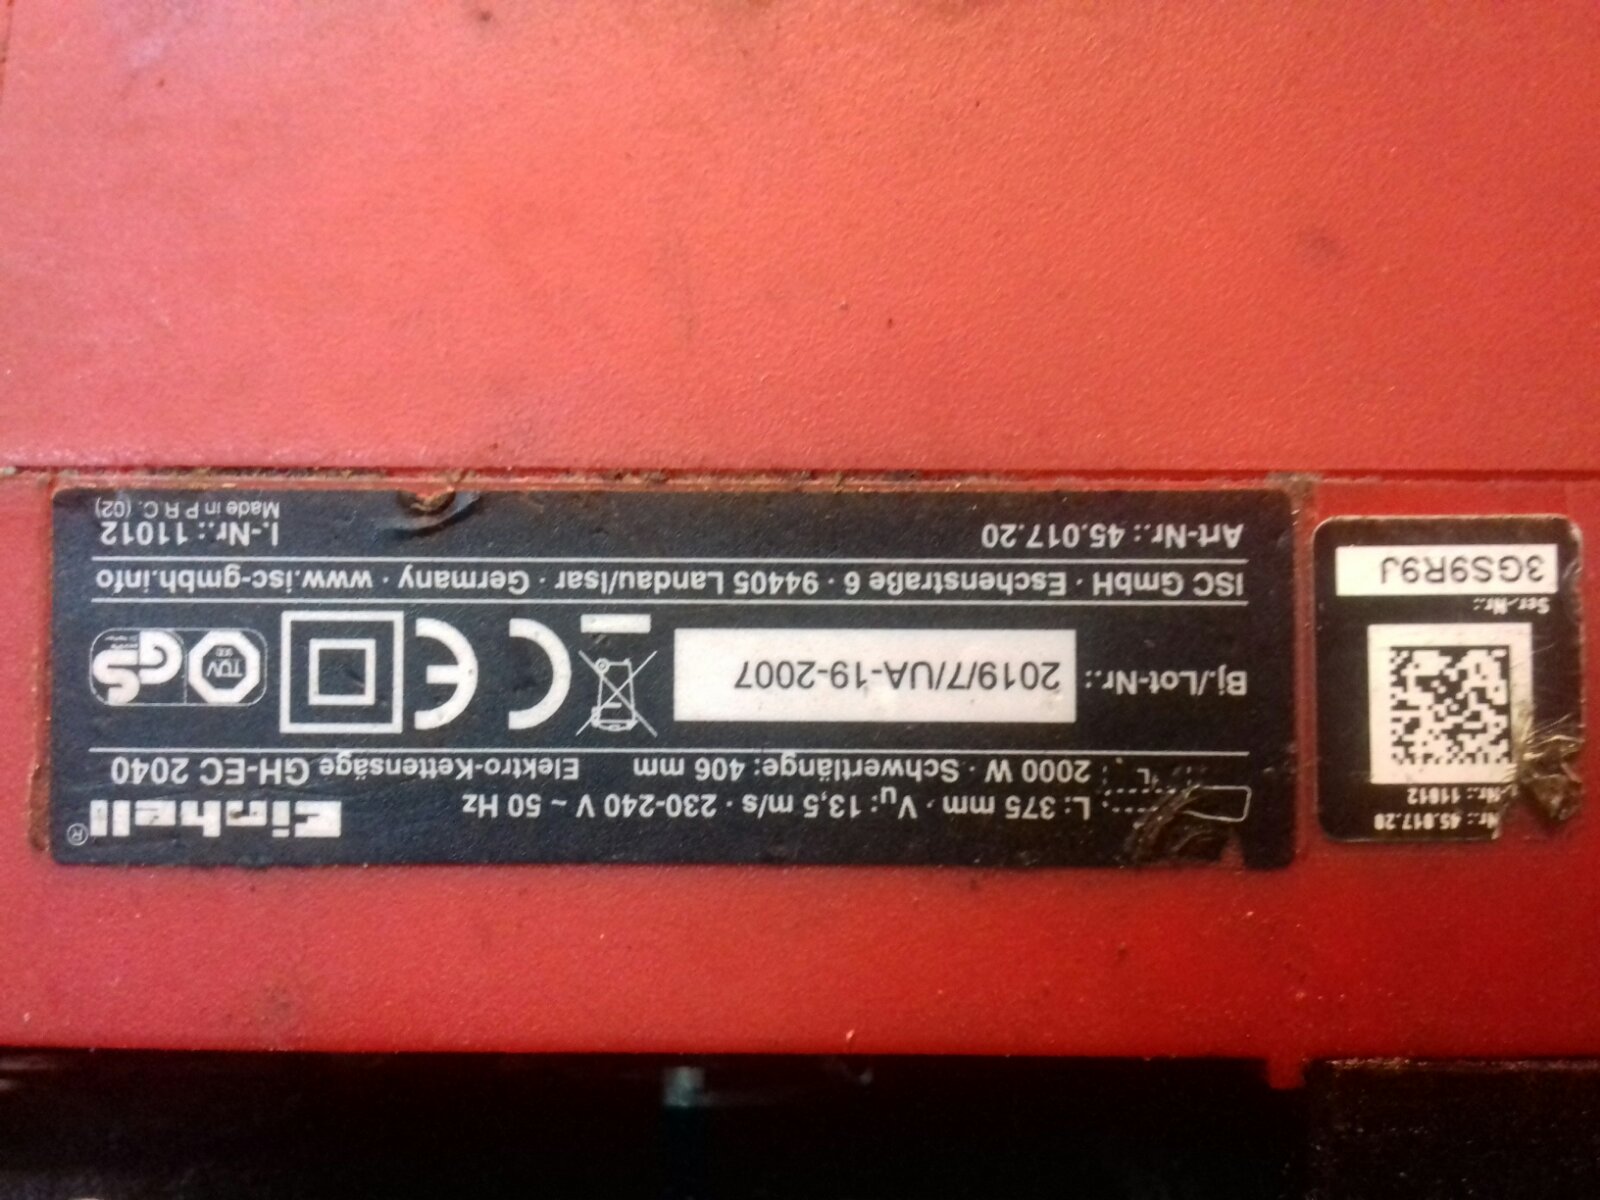 Einhell®
Elektro-Kettensäge GH-EC 2040
230-240 V ~ 50 Hz
2000 W · Schwertlänge: 406 mm
L: 375 mm · Vu: 13,5 m/s ·
TÜV
GS
CE
Bj./Lot-Nr.: 2019/7/UA-19-2007
ISC GmbH · Eschenstraße 6 · 94405 Landau/Isar · Germany · www.isc-gmbh.info
Art-Nr.: 45.017.20
I.-Nr.: 11012
Made in P.R.C. (02)
Nr.: 45.017.20
-Nr.: 11012
Ser.-Nr.:
3GS9R9J